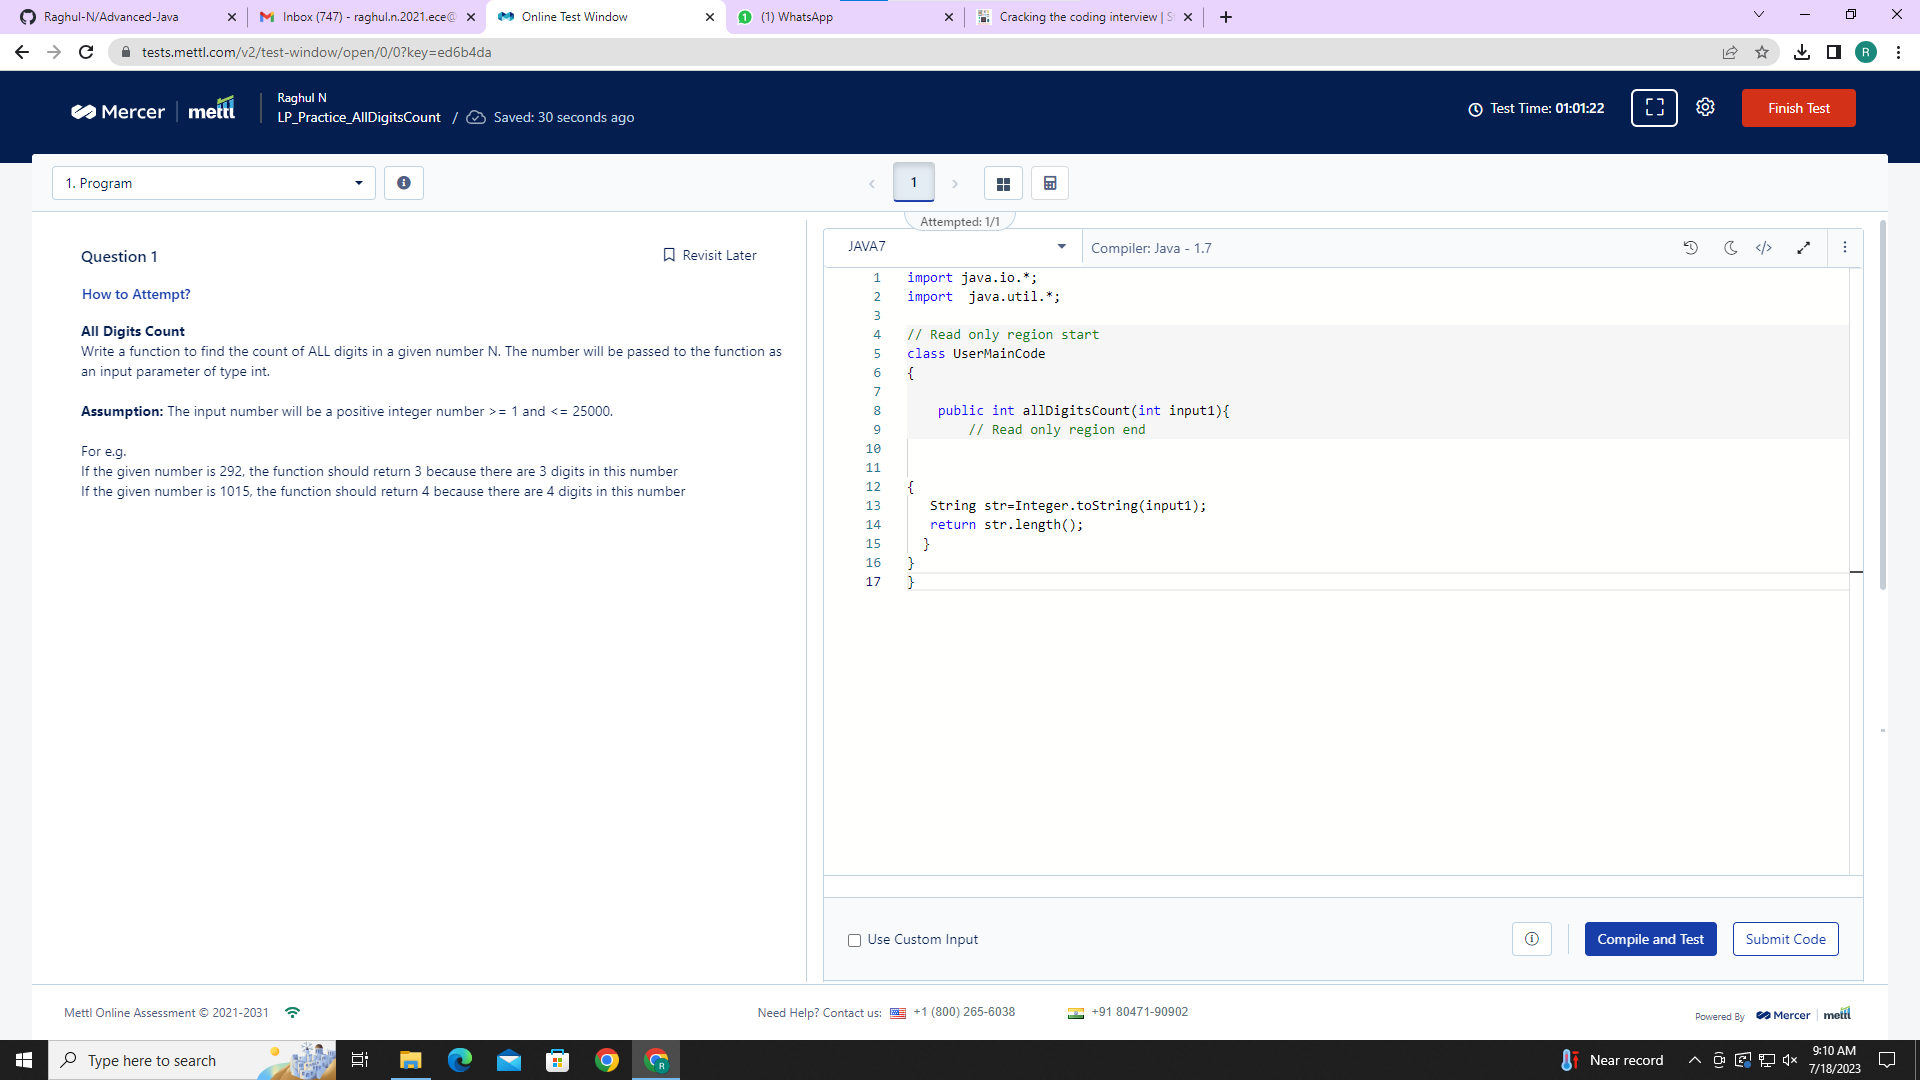 Raghul-N/Advanced-Java
Inbox (747) - raghul.n.2021.ece@
Online Test Window
(1) WhatsApp
Cracking the coding interview | S
tests.mettl.com/v2/test-window/open/0/0?key=ed6b4da
R
Mercer mettl
Raghul N
LP_Practice_AllDigitsCount / Saved: 30 seconds ago
Test Time: 01:01:22
Finish Test
1. Program
1
Attempted: 1/1
Question 1
Revisit Later
How to Attempt?
All Digits Count
Write a function to find the count of ALL digits in a given number N. The number will be passed to the function as
an input parameter of type int.
Assumption: The input number will be a positive integer number >= 1 and <= 25000.
For e.g.
If the given number is 292, the function should return 3 because there are 3 digits in this number
If the given number is 1015, the function should return 4 because there are 4 digits in this number
JAVA7
Compiler: Java - 1.7
1 import java.io.*;
2 import  java.util.*;
3
4 // Read only region start
5 class UserMainCode
6 {
7
8     public int allDigitsCount(int input1){
9         // Read only region end
10
11
12 {
13    String str=Integer.toString(input1);
14    return str.length();
15   }
16 }
17 }
Use Custom Input
Compile and Test
Submit Code
Mettl Online Assessment © 2021-2031
Need Help? Contact us: +1 (800) 265-6038 +91 80471-90902
Powered By Mercer mettl
Type here to search
R
Near record
9:10 AM
7/18/2023